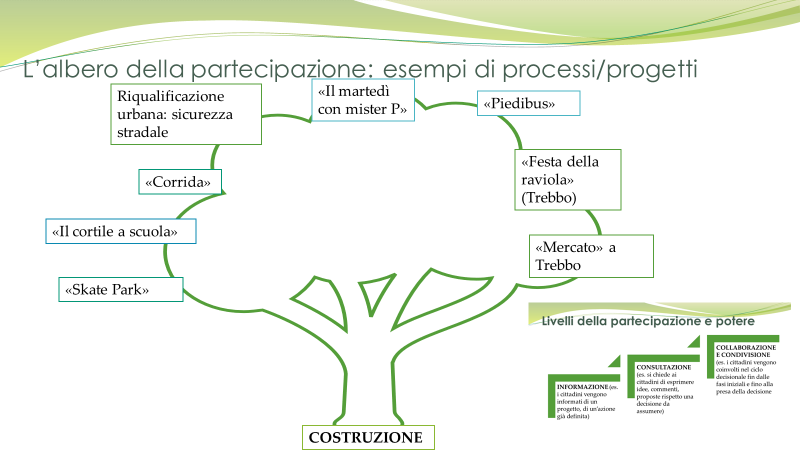 L’albero della partecipazione: esempi di processi/progetti
Riqualificazione
urbana: sicurezza
stradale
«Il martedì
con mister P»
«Piedibus»
«Corrida»
«Festa della
raviola»
(Trebbo)
«Il cortile a scuola»
«Mercato» a
Trebbo
«Skate Park»
COSTRUZIONE
Livelli della partecipazione e potere
INFORMAZIONE (es.
i cittadini vengono
informati di un
progetto, di un’azione
già definita)
CONSULTAZIONE
(es. si chiede ai
cittadini di esprimere
idee, commenti,
proposte rispetto una
decisione da
assumere)
COLLABORAZIONE
E CONDIVISIONE
(es. i cittadini vengono
coinvolti nel ciclo
decisionale fin dalle
fasi iniziali e fino alla
presa della decisione